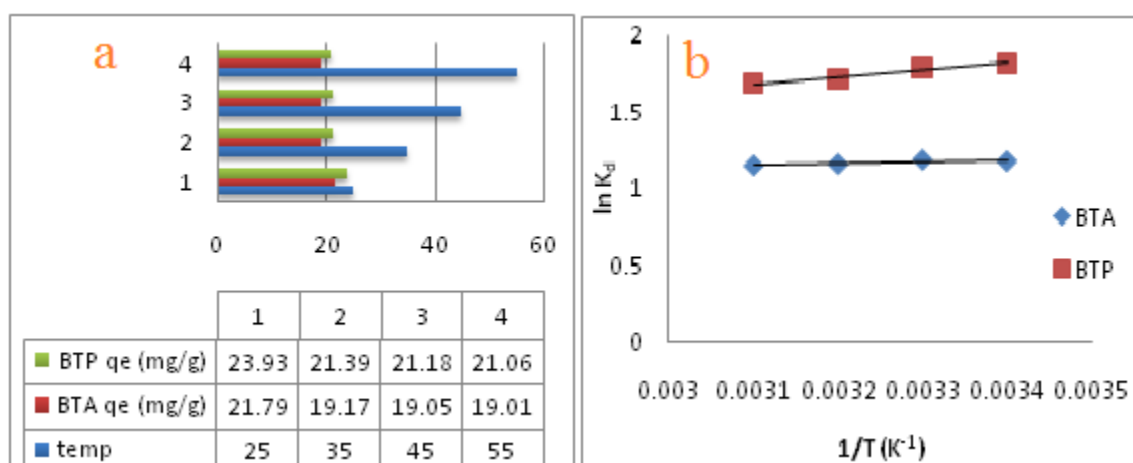 a
4
3
2
1
0 20 40 60
1 2 3 4
BTP qe (mg/g) 23.93 21.39 21.18 21.06
BTA qe (mg/g) 21.79 19.17 19.05 19.01
temp 25 35 45 55
b
2
1.5
1
0.5
0
ln Kd
BTA
BTP
0.003 0.0031 0.0032 0.0033 0.0034 0.0035
1/T (K⁻¹)